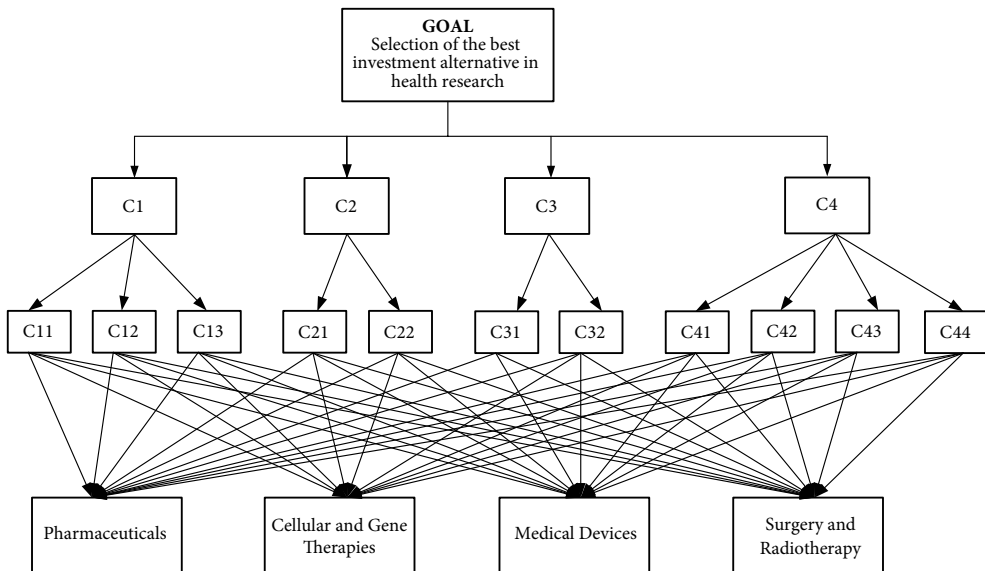 GOAL
Selection of the best
investment alternative in
health research
C1
C2
C3
C4
C11
C12
C13
C21
C22
C31
C32
C41
C42
C43
C44
Pharmaceuticals
Cellular and Gene
Therapies
Medical Devices
Surgery and
Radiotherapy